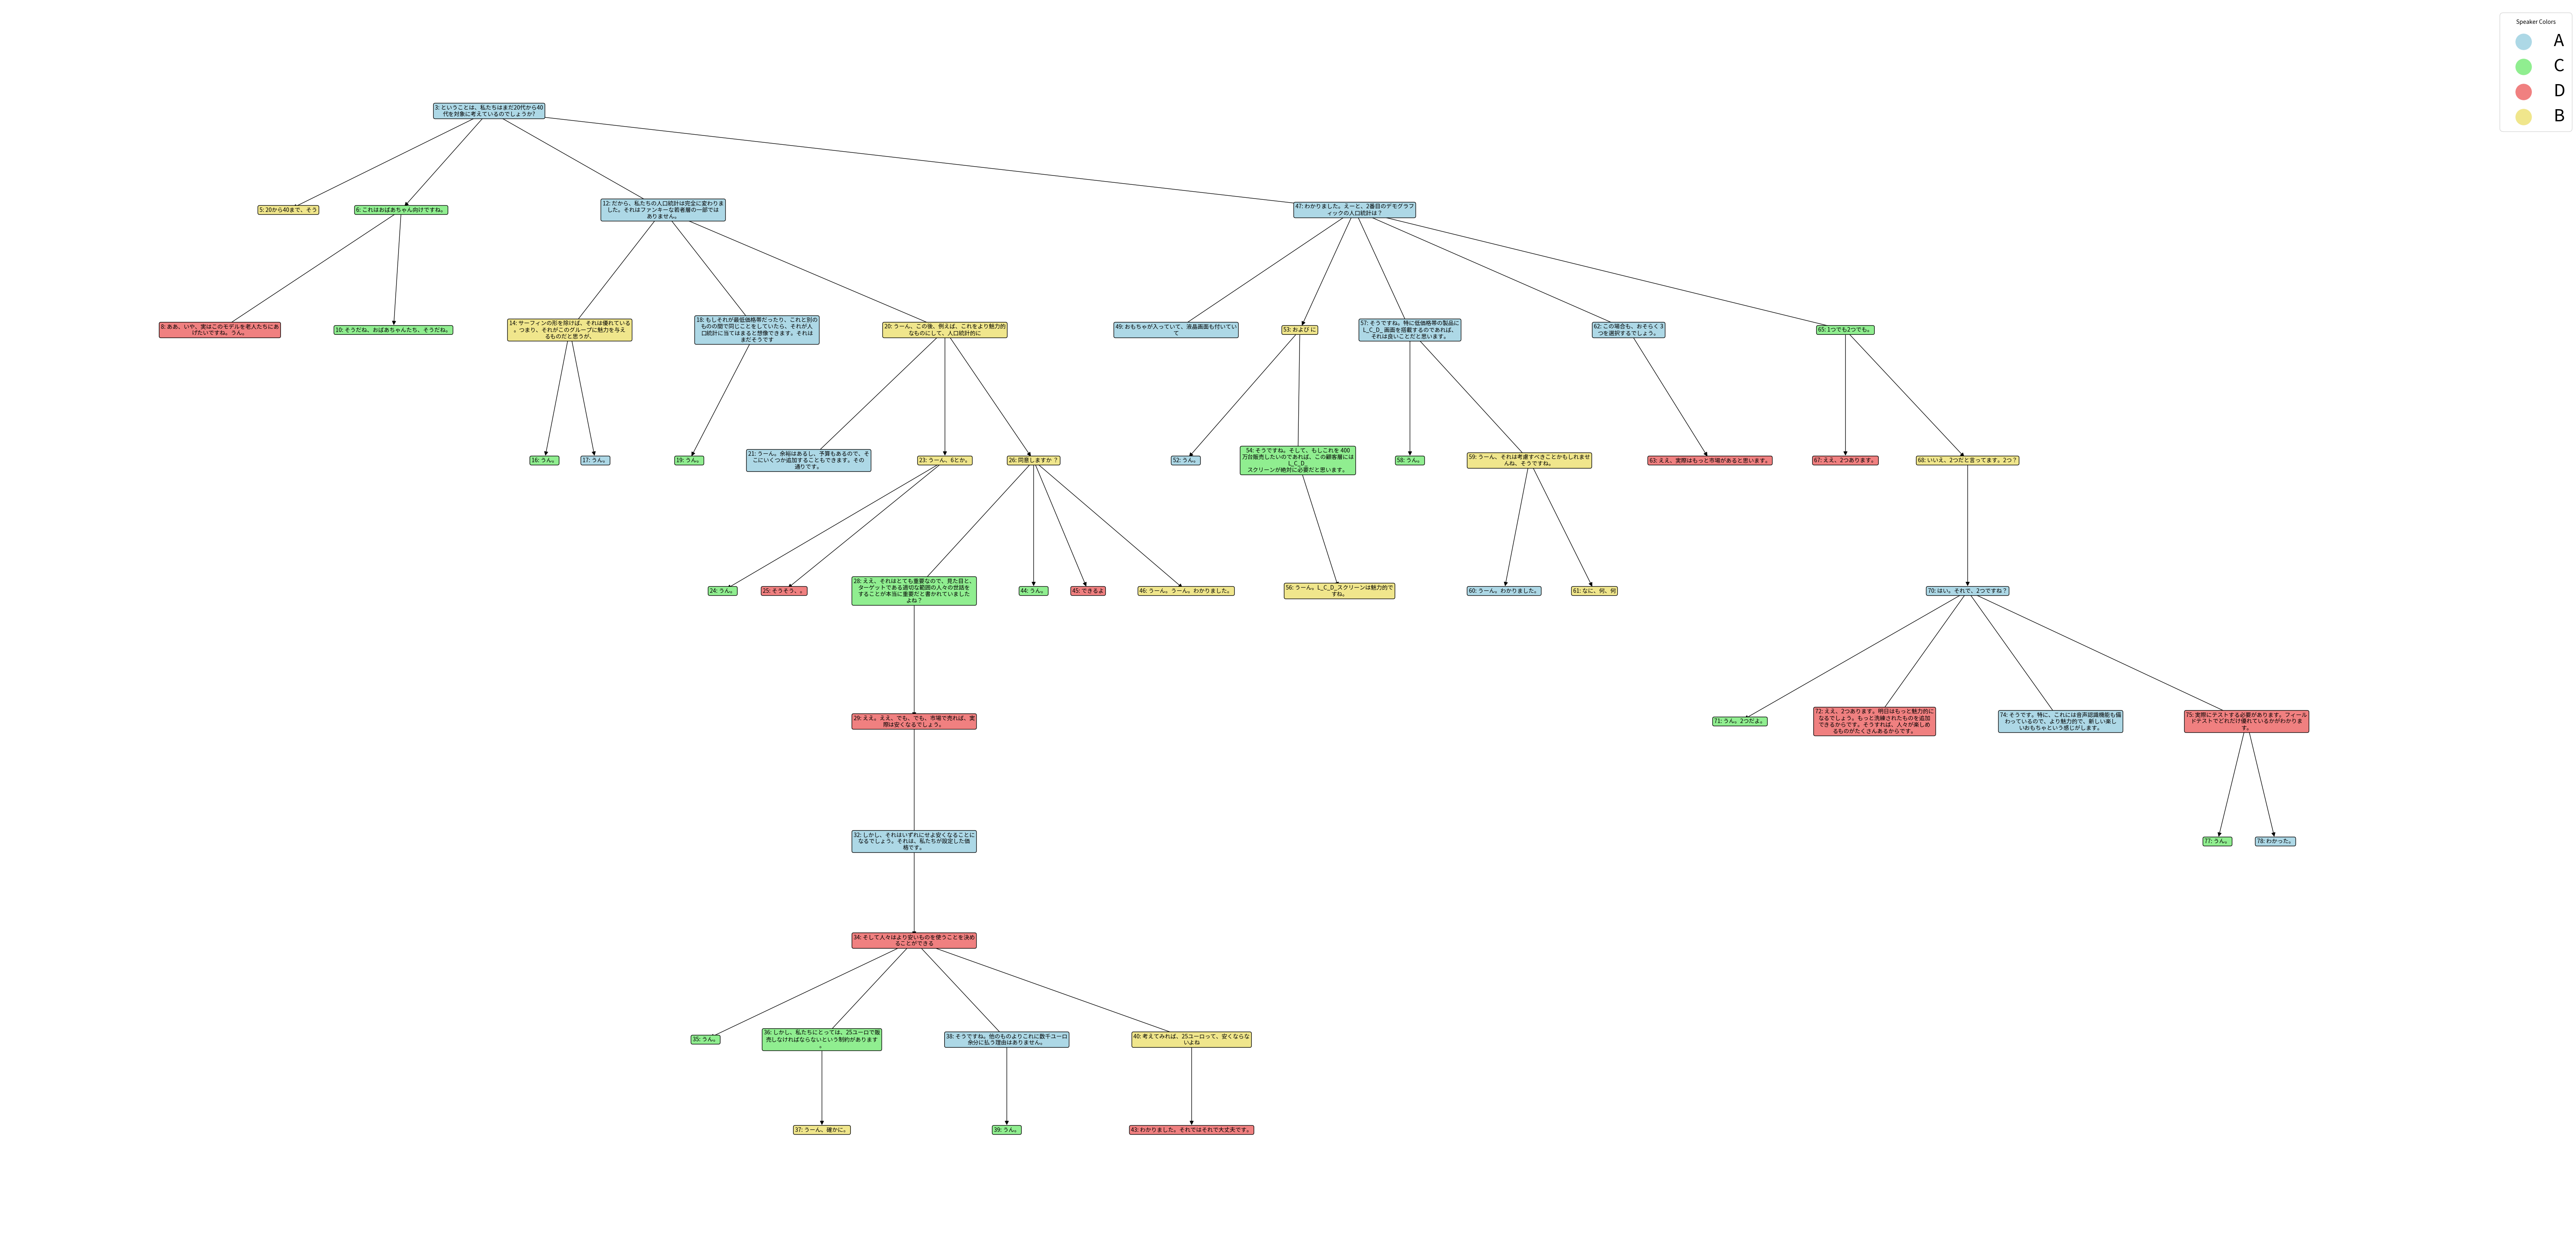 Speaker Colors
A
C
D
B
3: ということは、私たちはまだ20代から40
代を対象に考えているのでしょうか?
5: 20から40まで、そう
6: これはおばあちゃん向けですね。
12: だから、私たちの人口統計は完全に変わりま
した。それはファンキーな若者層の一部では
ありません。
47: わかりました。えーと、2番目のデモグラフ
ィックの人口統計は？
8: ああ、いや、実はこのモデルを老人たちにあ
げたいですね。うん。
10: そうだね、おばあちゃんたち、そうだね。
14: サーフィンの形を除けば、それは優れている
。つまり、それがこのグループに魅力を与え
るものだと思うが、
18: もしそれが最低価格帯だったり、これと別の
ものの間で同じことをしていたら、それが人
口統計に当てはまると想像できます。それは
まだそうです
20: うーん、この後、例えば、これをより魅力的
なものにして、人口統計的に
49: おもちゃが入っていて、液晶画面も付いてい
て
53: および に
57: そうですね。特に低価格帯の製品に
L_C_D_画面を搭載するのであれば、
それは良いことだと思います。
62: この場合も、おそらく 3
つを選択するでしょう。
65: 1つでも2つでも。
16: うん。
17: うん。
19: うん。
21: うーん。余裕はあるし、予算もあるので、そ
こにいくつか追加することもできます。その
通りです。
23: うーん、6とか。
26: 同意しますか ？
52: うん。
54: そうですね。そして、もしこれを 400
万台販売したいのであれば、この顧客層には
L_C_D_
スクリーンが絶対に必要だと思います。
58: うん。
59: うーん、それは考慮すべきことかもしれませ
んね、そうですね。
63: ええ、実際はもっと市場があると思います。
67: ええ、2つあります。
68: いいえ、2つだと言ってます。2つ？
24: うん。
25: そうそう、。
28: ええ、それはとても重要なので、見た目と、
ターゲットである適切な範囲の人々の世話を
することが本当に重要だと書かれていました
よね？
44: うん。
45: できるよ
46: うーん。うーん。わかりました。
56: うーん。L_C_D_スクリーンは魅力的で
すね。
60: うーん。わかりました。
61: なに、何、何
70: はい。それで、2つですね？
29: ええ。ええ、でも、でも、市場で売れば、実
際は安くなるでしょう。
71: うん。2つだよ。
72: ええ、2つあります。明日はもっと魅力的に
なるでしょう。もっと洗練されたものを追加
できるからです。そうすれば、人々が楽しめ
るものがたくさんあるからです。
74: そうです。特に、これには音声認識機能も備
わっているので、より魅力的で、新しい楽し
いおもちゃという感じがします。
75: 実際にテストする必要があります。フィール
ドテストでどれだけ優れているかがわかりま
す。
32: しかし、それはいずれにせよ安くなることに
なるでしょう。それは、私たちが設定した価
格です。
77: うん。
78: わかった。
34: そして人々はより安いものを使うことを決め
ることができる
35: うん。
36: しかし、私たちにとっては、25ユーロで販
売しなければならないという制約があります
。
38: そうですね。他のものよりこれに数千ユーロ
余分に払う理由はありません。
40: 考えてみれば、25ユーロって、安くならな
いよね
37: うーん、確かに。
39: うん。
43: わかりました。それではそれで大丈夫です。